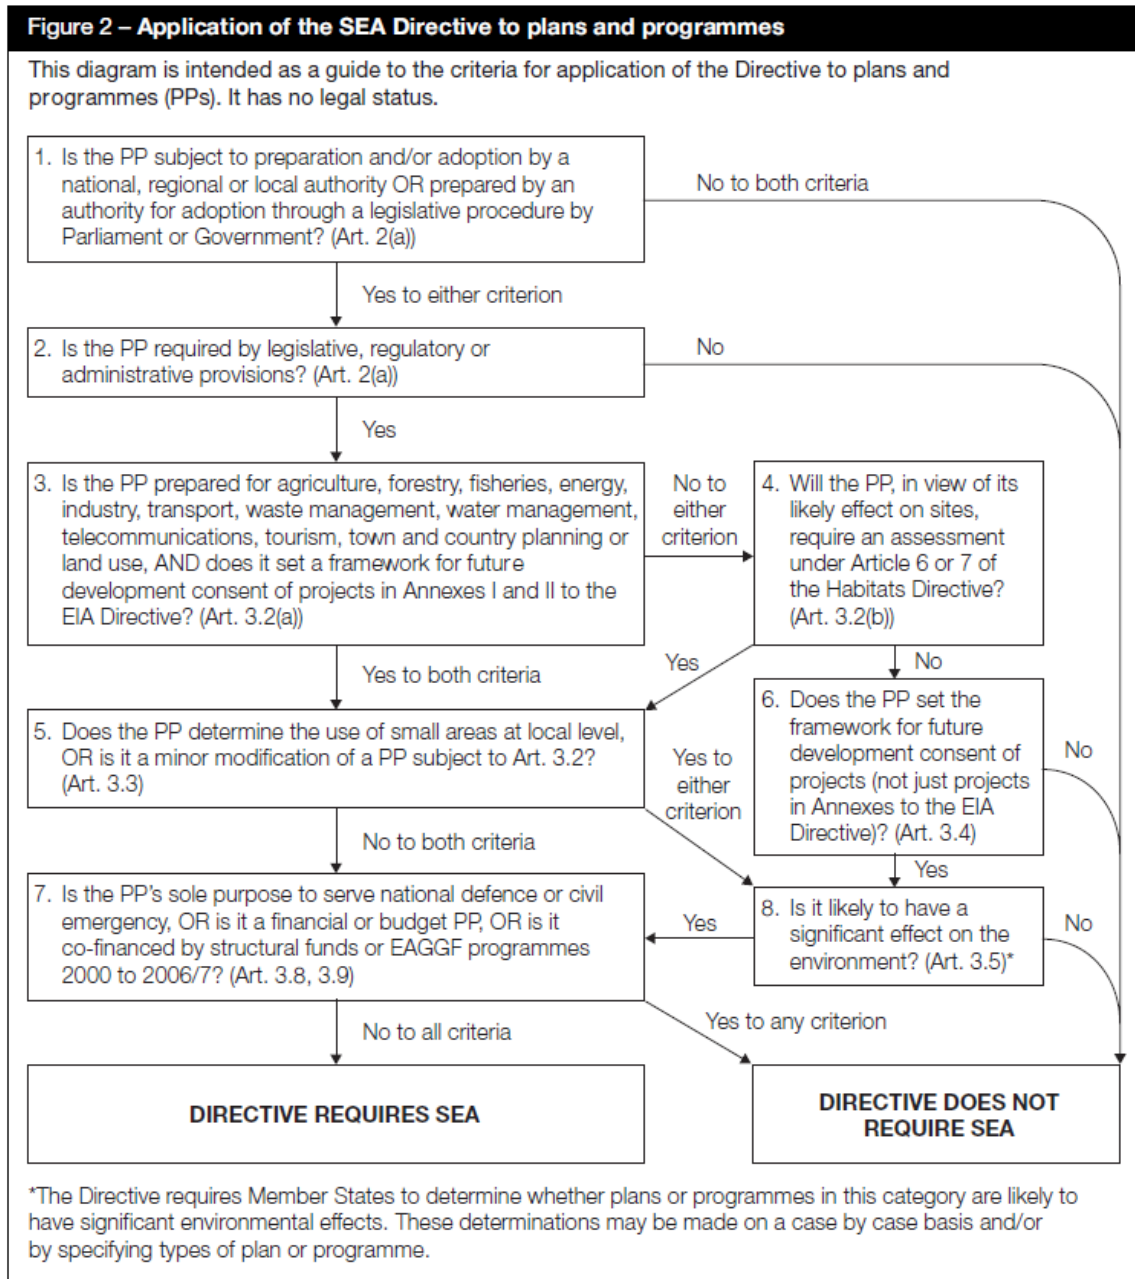 Figure 2 – Application of the SEA Directive to plans and programmes
This diagram is intended as a guide to the criteria for application of the Directive to plans and
programmes (PPs). It has no legal status.
1. Is the PP subject to preparation and/or adoption by a
national, regional or local authority OR prepared by an
authority for adoption through a legislative procedure by
Parliament or Government? (Art. 2(a))
No to both criteria
Yes to either criterion
2. Is the PP required by legislative, regulatory or
administrative provisions? (Art. 2(a))
No
Yes
3. Is the PP prepared for agriculture, forestry, fisheries, energy,
industry, transport, waste management, water management,
telecommunications, tourism, town and country planning or
land use, AND does it set a framework for future
development consent of projects in Annexes I and II to the
EIA Directive? (Art. 3.2(a))
No to
either
criterion
4. Will the PP, in view of its
likely effect on sites,
require an assessment
under Article 6 or 7 of
the Habitats Directive?
(Art. 3.2(b))
Yes to both criteria
Yes
No
5. Does the PP determine the use of small areas at local level,
OR is it a minor modification of a PP subject to Art. 3.2?
(Art. 3.3)
Yes to
either
criterion
6. Does the PP set the
framework for future
development consent of
projects (not just projects
in Annexes to the EIA
Directive)? (Art. 3.4)
No
No to both criteria
Yes
7. Is the PP's sole purpose to serve national defence or civil
emergency, OR is it a financial or budget PP, OR is it
co-financed by structural funds or EAGGF programmes
2000 to 2006/7? (Art. 3.8, 3.9)
Yes
8. Is it likely to have a
significant effect on the
environment? (Art. 3.5)*
No
No to all criteria
Yes to any criterion
DIRECTIVE REQUIRES SEA
DIRECTIVE DOES NOT
REQUIRE SEA
*The Directive requires Member States to determine whether plans or programmes in this category are likely to
have significant environmental effects. These determinations may be made on a case by case basis and/or
by specifying types of plan or programme.